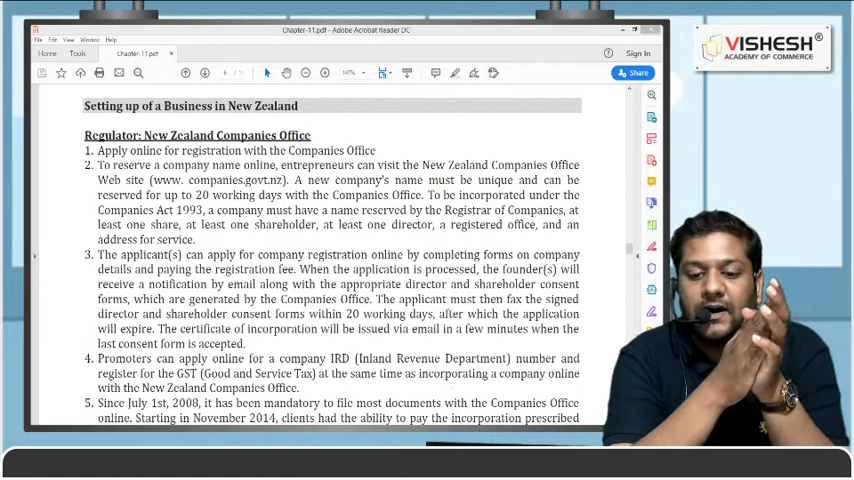 Chapter-11.pdf - Adobe Acrobat Reader DC
File Edit View Window Help
Home Tools Chapter-11.pdf × Sign In
6 / 11 147% Share
VISHESH®
ACADEMY OF COMMERCE
Setting up of a Business in New Zealand
Regulator: New Zealand Companies Office
1. Apply online for registration with the Companies Office
2. To reserve a company name online, entrepreneurs can visit the New Zealand Companies Office
Web site (www. companies.govt.nz). A new company's name must be unique and can be
reserved for up to 20 working days with the Companies Office. To be incorporated under the
Companies Act 1993, a company must have a name reserved by the Registrar of Companies, at
least one share, at least one shareholder, at least one director, a registered office, and an
address for service.
3. The applicant(s) can apply for company registration online by completing forms on company
details and paying the registration fee. When the application is processed, the founder(s) will
receive a notification by email along with the appropriate director and shareholder consent
forms, which are generated by the Companies Office. The applicant must then fax the signed
director and shareholder consent forms within 20 working days, after which the application
will expire. The certificate of incorporation will be issued via email in a few minutes when the
last consent form is accepted.
4. Promoters can apply online for a company IRD (Inland Revenue Department) number and
register for the GST (Good and Service Tax) at the same time as incorporating a company online
with the New Zealand Companies Office.
5. Since July 1st, 2008, it has been mandatory to file most documents with the Companies Office
online. Starting in November 2014, clients had the ability to pay the incorporation prescribed